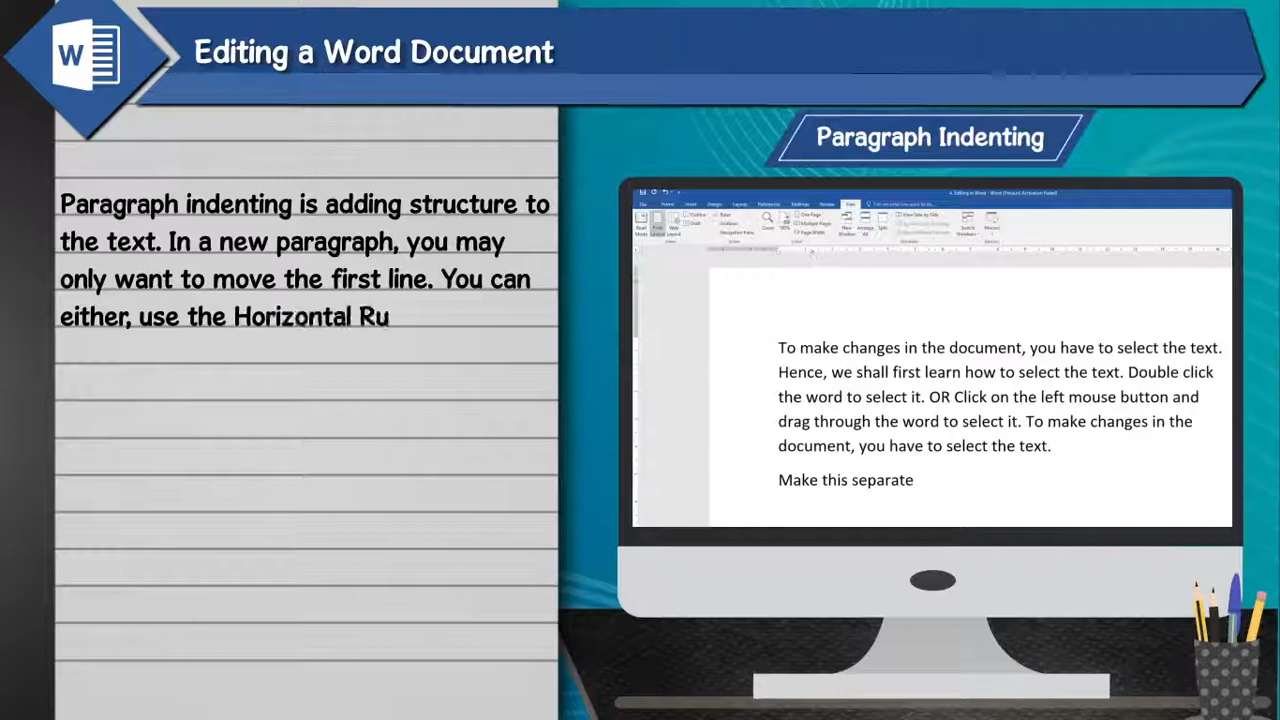 W
Editing a Word Document
Paragraph Indenting
Paragraph indenting is adding structure to
the text. In a new paragraph, you may
only want to move the first line. You can
either, use the Horizontal Ru
To make changes in the document, you have to select the text.
Hence, we shall first learn how to select the text. Double click
the word to select it. OR Click on the left mouse button and
drag through the word to select it. To make changes in the
document, you have to select the text.
Make this separate